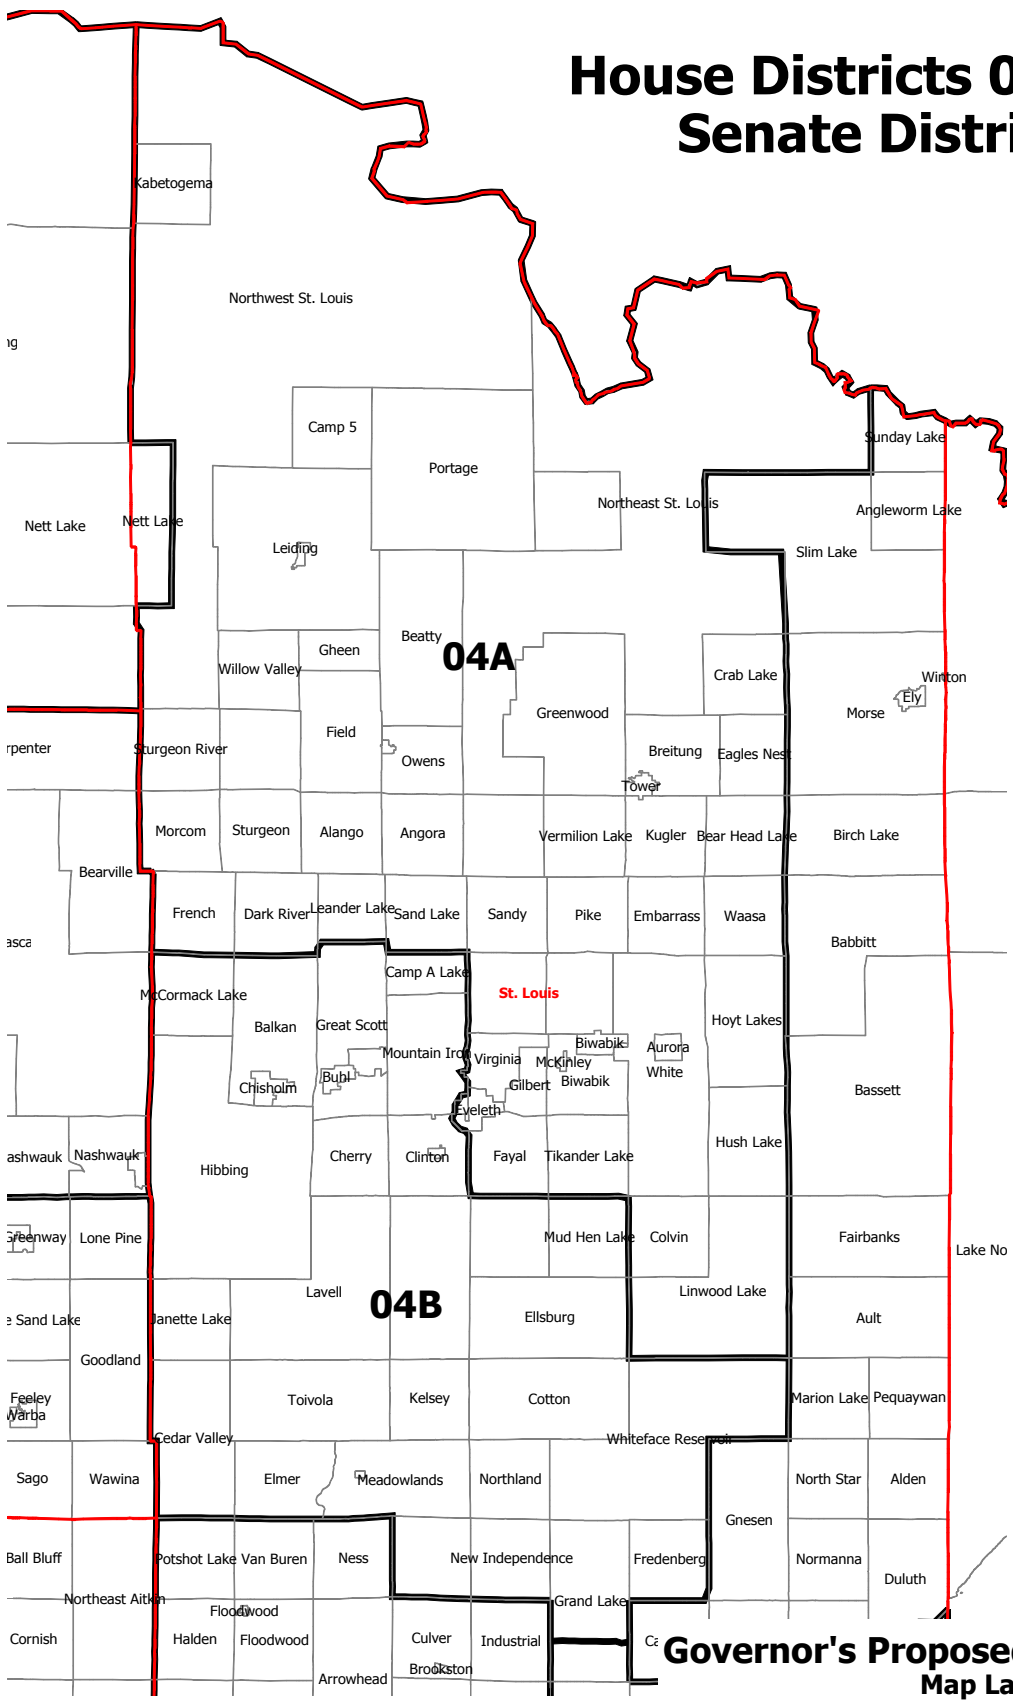 House Districts 0
Senate Distri
Kabetogema
Northwest St. Louis
ng
Camp 5
Sunday Lake
Portage
Northeast St. Louis
Angleworm Lake
Nett Lake
Nett Lake
Leiding
Slim Lake
Beatty
Gheen
04A
Willow Valley
Crab Lake
Winton
Ely
Greenwood
Morse
Field
rpenter
Sturgeon River
Breitung
Eagles Nest
Owens
Tower
Morcom
Sturgeon
Alango
Angora
Vermilion Lake
Kugler
Bear Head Lake
Birch Lake
Bearville
French
Dark River
Leander Lake
Sand Lake
Sandy
Pike
Embarrass
Waasa
asca
Babbitt
Camp A Lake
McCormack Lake
St. Louis
Balkan
Great Scott
Hoyt Lakes
Mountain Iron
Virginia
McKinley
Biwabik
Aurora
Chisholm
Buhl
Gilbert
Biwabik
White
Bassett
Eveleth
ashwauk
Nashwauk
Hibbing
Cherry
Clinton
Fayal
Tikander Lake
Hush Lake
Greenway
Lone Pine
Mud Hen Lake
Colvin
Fairbanks
Lake No
Lavell
04B
Linwood Lake
e Sand Lake
Janette Lake
Ellsburg
Ault
Goodland
Feeley
Warba
Toivola
Kelsey
Cotton
Marion Lake
Pequaywan
Cedar Valley
Whiteface Reservoir
Sago
Wawina
Elmer
Meadowlands
Northland
North Star
Alden
Gnesen
Ball Bluff
Potshot Lake
Van Buren
Ness
New Independence
Fredenberg
Normanna
Duluth
Northeast Aitkin
Floodwood
Grand Lake
Cornish
Halden
Floodwood
Culver
Industrial
Ca
Governor's Propose
Brookston
Arrowhead
Map La